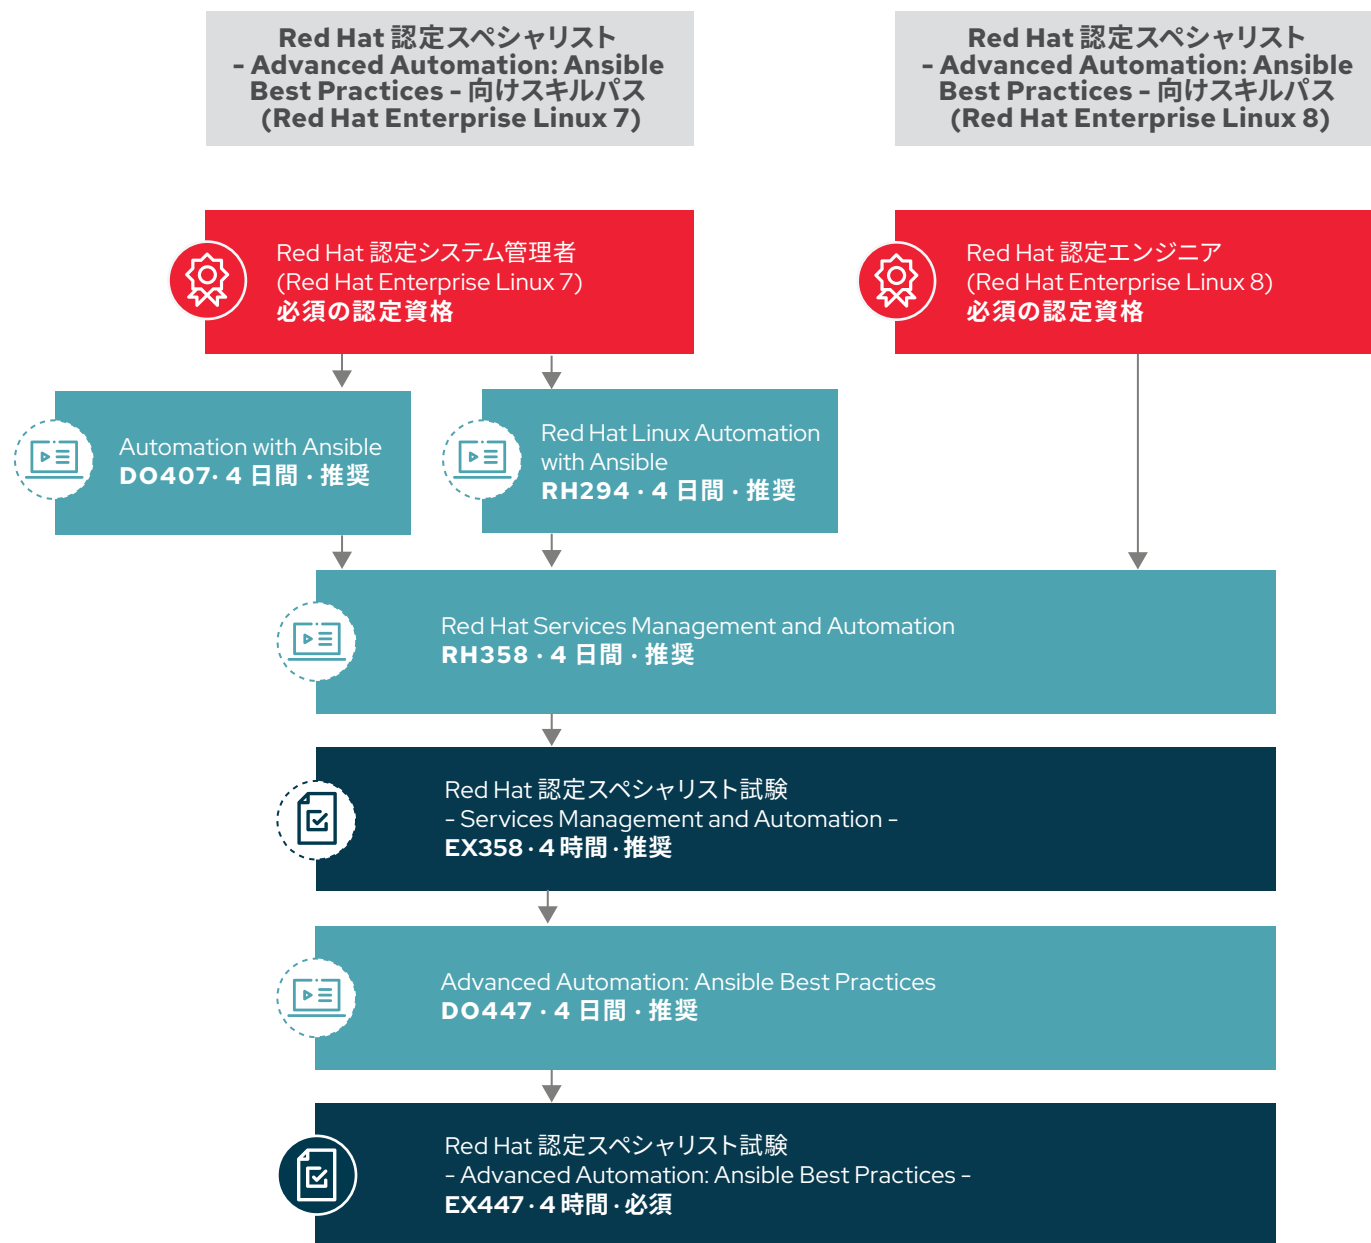 Red Hat 認定スペシャリスト
- Advanced Automation: Ansible
Best Practices - 向けスキルパス
(Red Hat Enterprise Linux 7)
Red Hat 認定スペシャリスト
- Advanced Automation: Ansible
Best Practices - 向けスキルパス
(Red Hat Enterprise Linux 8)
Red Hat 認定システム管理者
(Red Hat Enterprise Linux 7)
必須の認定資格
Red Hat 認定エンジニア
(Red Hat Enterprise Linux 8)
必須の認定資格
Automation with Ansible
DO407· 4 日間 · 推奨
Red Hat Linux Automation
with Ansible
RH294 · 4 日間 · 推奨
Red Hat Services Management and Automation
RH358 · 4 日間 · 推奨
Red Hat 認定スペシャリスト試験
- Services Management and Automation -
EX358 · 4 時間 · 推奨
Advanced Automation: Ansible Best Practices
DO447 · 4 日間 · 推奨
Red Hat 認定スペシャリスト試験
- Advanced Automation: Ansible Best Practices -
EX447 · 4 時間 · 必須